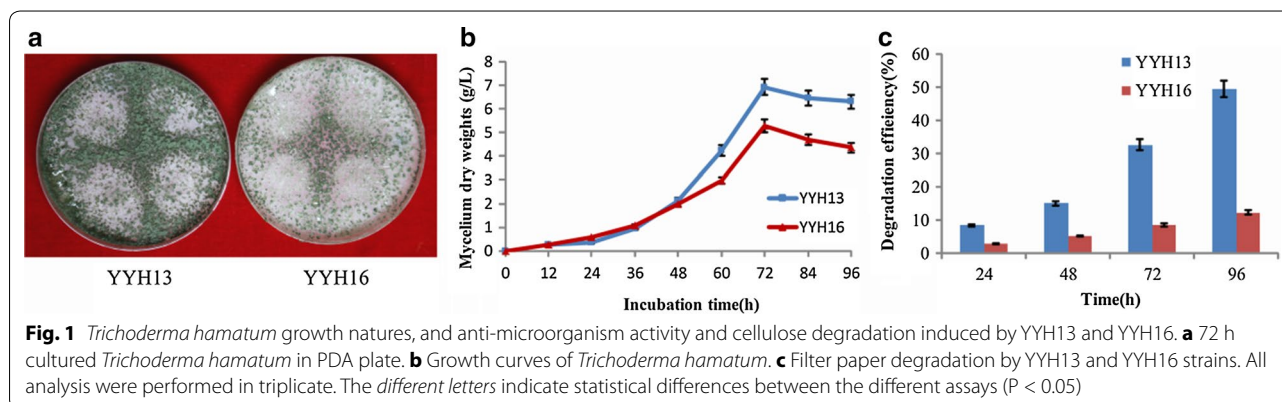 a
YYH13
YYH16
b
Mycelium dry weights (g/L)
8
7
6
5
4
3
2
1
0
YYH13
YYH16
0 12 24 36 48 60 72 84 96
Incubation time(h)
c
Degradation efficiency(%)
60
50
40
30
20
10
0
YYH13
YYH16
24 48 72 96
Time(h)
Fig. 1 Trichoderma hamatum growth natures, and anti-microorganism activity and cellulose degradation induced by YYH13 and YYH16. a 72 h
cultured Trichoderma hamatum in PDA plate. b Growth curves of Trichoderma hamatum. c Filter paper degradation by YYH13 and YYH16 strains. All
analysis were performed in triplicate. The different letters indicate statistical differences between the different assays (P < 0.05)